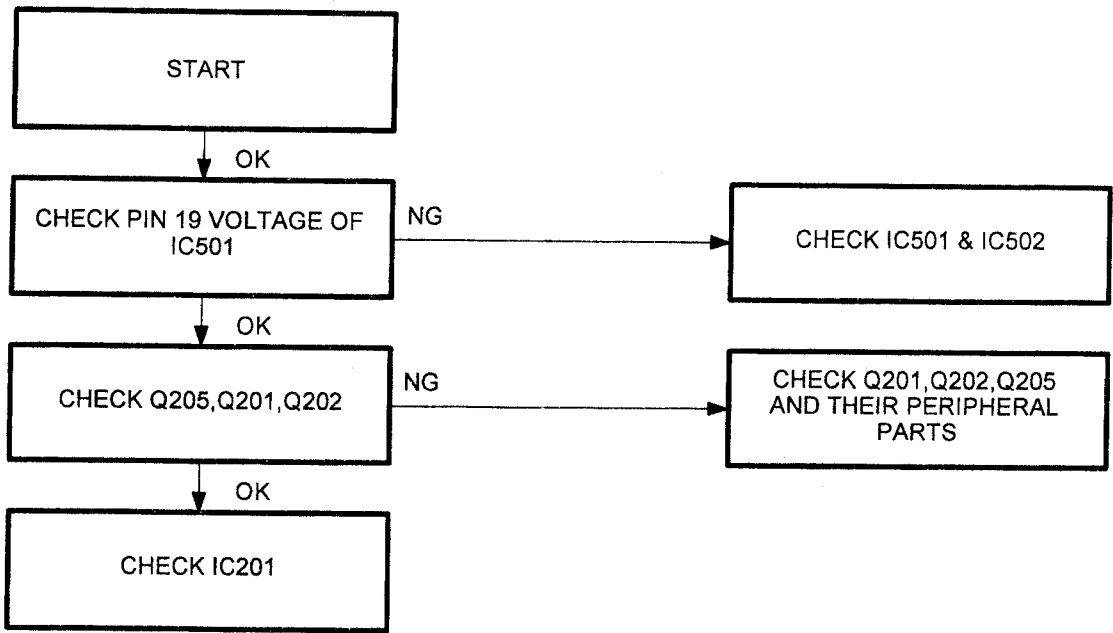 START
OK
CHECK PIN 19 VOLTAGE OF
IC501
NG
CHECK IC501 & IC502
OK
CHECK Q205,Q201,Q202
NG
CHECK Q201,Q202,Q205
AND THEIR PERIPHERAL
PARTS
OK
CHECK IC201